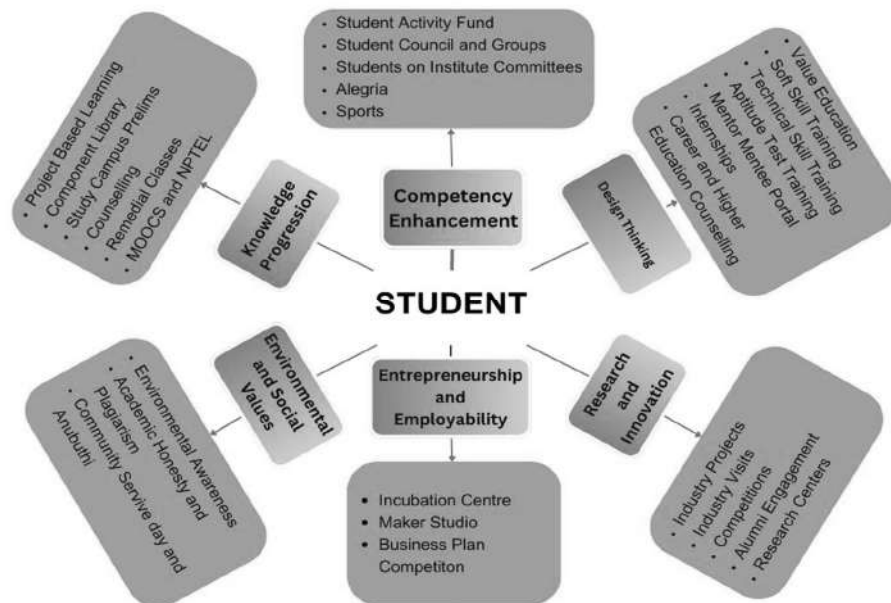 • Student Activity Fund
• Student Council and Groups
• Students on Institute Committees
• Alegria
• Sports
• Project Based Learning
• Component Library
• Study Campus Prelims
• Counselling
• Remedial Classes
• MOOCS and NPTEL
• Value Education
• Soft Skill Training
• Technical Skill Training
• Aptitude Test Training
• Mentor Mentee Portal
• Internships
• Career and Higher
Education Counselling
Knowledge
Progression
Competency
Enhancement
Design Thinking
STUDENT
Environmental
and Social
Values
Entrepreneurship
and
Employability
Research
and
Innovation
• Environmental Awareness
• Academic Honesty and
Plagiarism
• Community Servive day and
Anubuthi
• Incubation Centre
• Maker Studio
• Business Plan
Competiton
• Industry Projects
• Industry Visits
• Competitions
• Alumni Engagement
• Research Centers